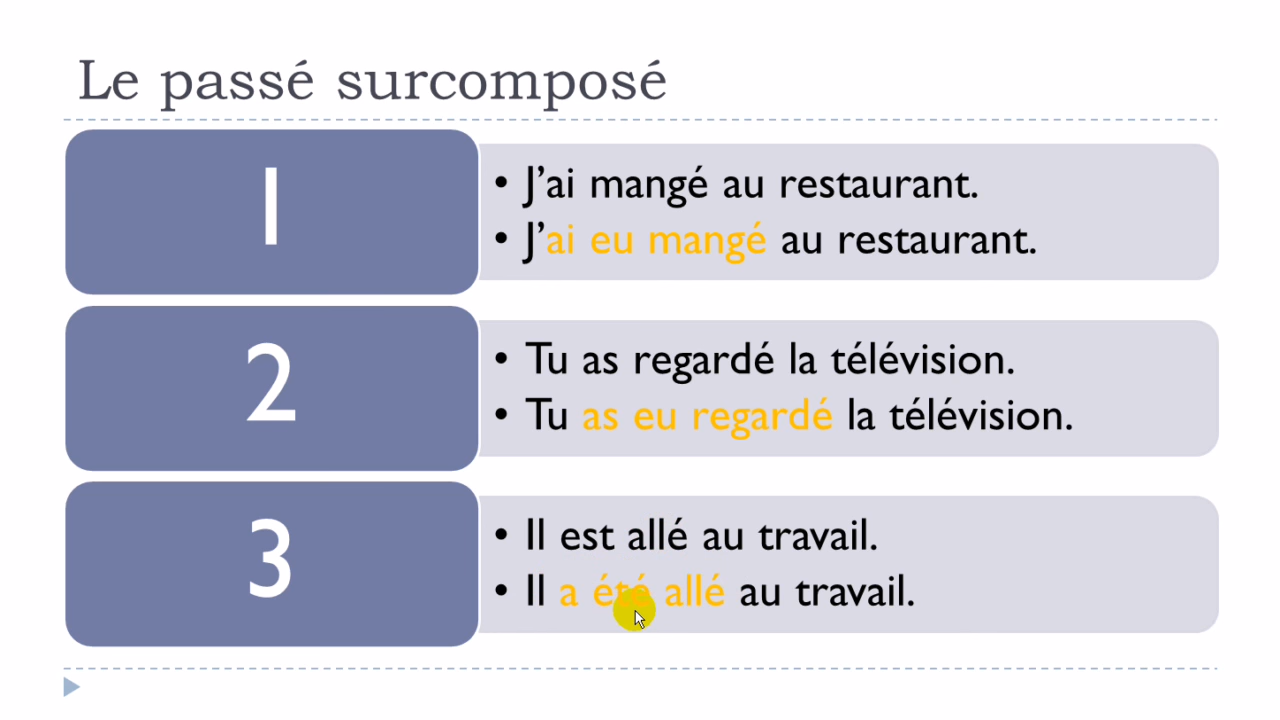 Le passé surcomposé
1
• J’ai mangé au restaurant.
• J’ai eu mangé au restaurant.
2
• Tu as regardé la télévision.
• Tu as eu regardé la télévision.
3
• Il est allé au travail.
• Il a été allé au travail.